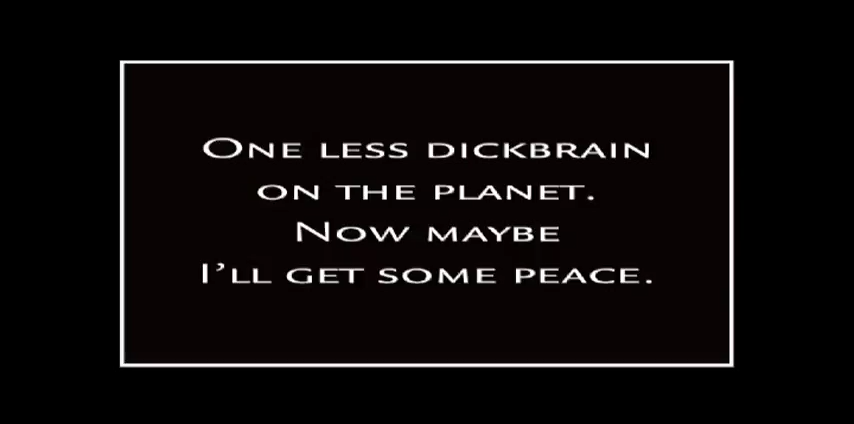 One less dickbrain
on the planet.
Now maybe
I’ll get some peace.